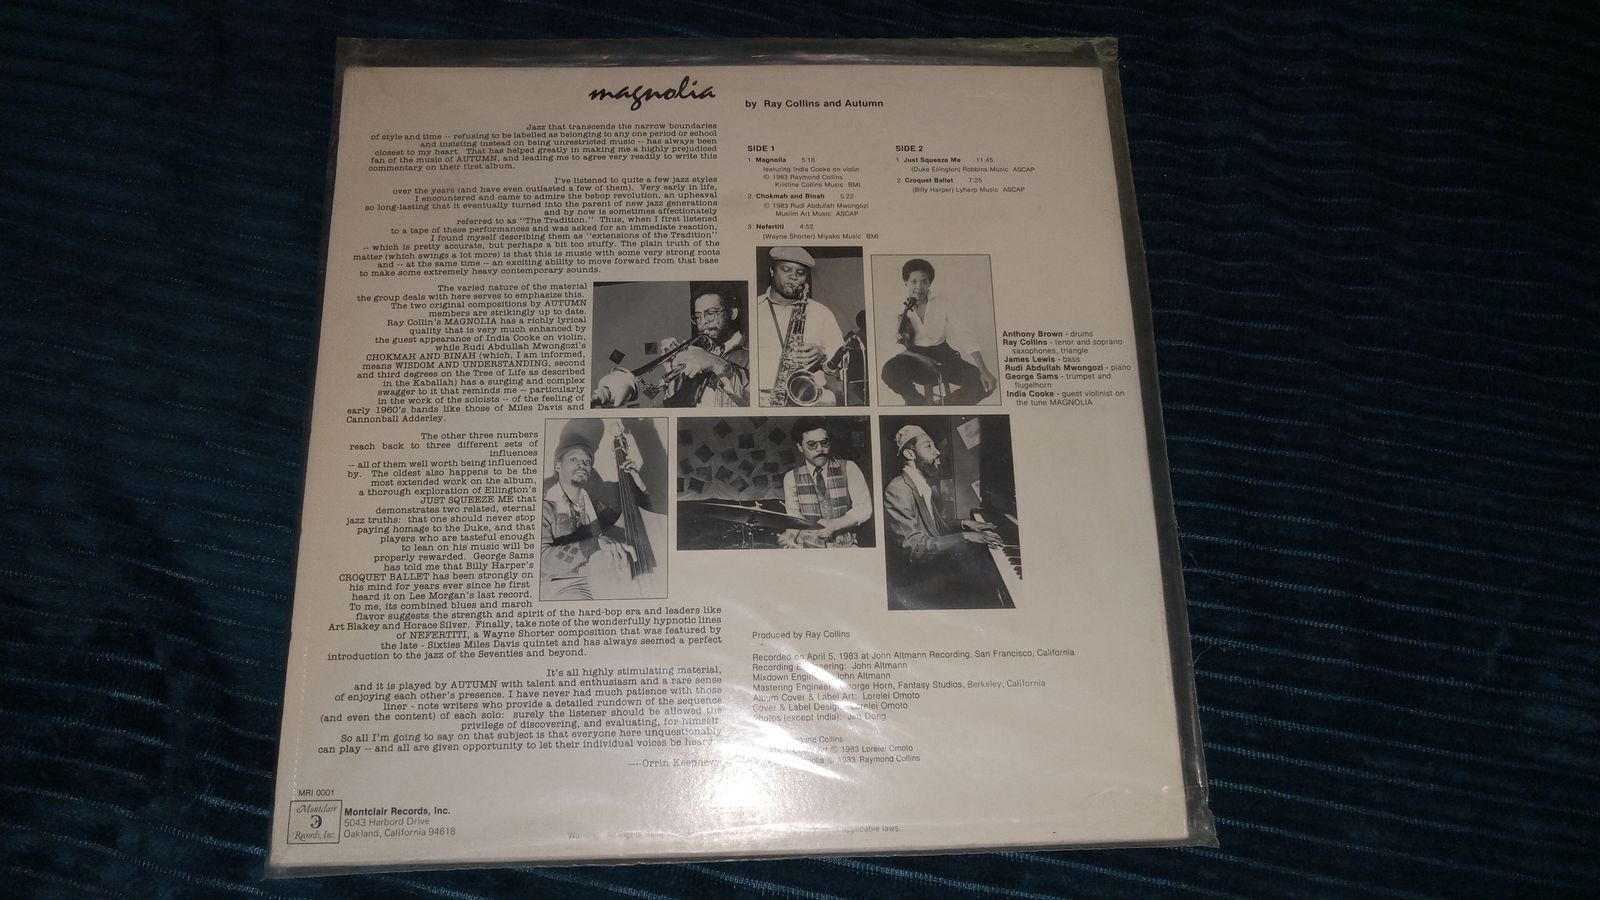 magnolia
by Ray Collins and Autumn
Jazz that transcends the narrow boundaries
of style and time -- refusing to be labelled as belonging to any one period or school
and insisting instead on being unrestricted music -- has always been
closest to my heart. That has helped greatly in making me a highly prejudiced
fan of the music of AUTUMN, and leading me to agree very readily to write this
commentary on their first album.
I've listened to quite a few jazz styles
over the years (and have even outlasted a few of them). Very early in life,
I encountered and came to admire the bebop revolution, an upheaval
so long-lasting that it eventually turned into the parent of new jazz generations
and by now is sometimes affectionately
referred to as "The Tradition." Thus, when I first listened
to a tape of these performances and was asked for an immediate reaction,
I found myself describing them as "extensions of the Tradition"
-- which is pretty accurate, but perhaps a bit too stuffy. The plain truth of the
matter (which swings a lot more) is that this is music with some very strong roots
and -- at the same time -- an exciting ability to move forward from that base
to make some extremely heavy contemporary sounds.
The varied nature of the material
the group deals with here serves to emphasize this.
The two original compositions by AUTUMN
members are strikingly up to date.
Ray Collin's MAGNOLIA has a richly lyrical
quality that is very much enhanced by
the guest appearance of India Cooke on violin,
while Rudi Abdullah Mwongozi's
CHOKMAH AND BINAH (which, I am informed,
means WISDOM AND UNDERSTANDING, second
and third degrees on the Tree of Life as described
in the Kaballah) has a surging and complex
swagger to it that reminds me -- particularly
in the work of the soloists -- of the feeling of
early 1960's bands like those of Miles Davis and
Cannonball Adderley.
The other three numbers
reach back to three different sets of
influences
-- all of them well worth being influenced
by. The oldest also happens to be the
most extended work on the album,
a thorough exploration of Ellington's
JUST SQUEEZE ME that
demonstrates two related, eternal
jazz truths: that one should never stop
paying homage to the Duke, and that
players who are tasteful enough
to lean on his music will be
properly rewarded. George Sams
has told me that Billy Harper's
CROQUET BALLET has been strongly on
his mind for years ever since he first
heard it on Lee Morgan's last record.
To me, its combined blues and march
flavor suggests the strength and spirit of the hard-bop era and leaders like
Art Blakey and Horace Silver. Finally, take note of the wonderfully hypnotic lines
of NEFERTITI, a Wayne Shorter composition that was featured by
the late - Sixties Miles Davis quintet and has always seemed a perfect
introduction to the jazz of the Seventies and beyond.
It's all highly stimulating material,
and it is played by AUTUMN with talent and enthusiasm and a rare sense
of enjoying each other's presence. I have never had much patience with those
liner - note writers who provide a detailed rundown of the sequence
(and even the content) of each solo: surely the listener should be allowed the
privilege of discovering, and evaluating, for himself.
So all I'm going to say on that subject is that everyone here unquestionably
can play -- and all are given opportunity to let their individual voices be heard.
----Orrin Keepnews
SIDE 1
1. Magnolia 5:18
featuring India Cooke on violin
© 1983 Raymond Collins
Kristine Collins Music BMI
2. Chokmah and Binah 5:22
© 1983 Rudi Abdullah Mwongozi
Muslim Art Music ASCAP
3. Nefertiti 4:52
(Wayne Shorter) Miyako Music BMI
SIDE 2
1. Just Squeeze Me 11:45
(Duke Ellington) Robbins Music ASCAP
2. Croquet Ballet 7:25
(Billy Harper) Lyharp Music ASCAP
Anthony Brown - drums
Ray Collins - tenor and soprano
saxophones, triangle
James Lewis - bass
Rudi Abdullah Mwongozi - piano
George Sams - trumpet and
flugelhorn
India Cooke - guest violinist on
the tune MAGNOLIA
Produced by Ray Collins
Recorded on April 5, 1983 at John Altmann Recording, San Francisco, California
Recording Engineering: John Altmann
Mixdown Engineer: John Altmann
Mastering Engineer: George Horn, Fantasy Studios, Berkeley, California
Album Cover & Label Art: Lorelei Omoto
Cover & Label Design: Lorelei Omoto
Photos (except India): Jen Dong
Collins
Art © 1983 Lorelei Omoto
1983 Raymond Collins
MRI 0001
Montclair
Records, Inc.
Montclair Records, Inc.
5043 Harbord Drive
Oakland, California 94618
applicable laws.